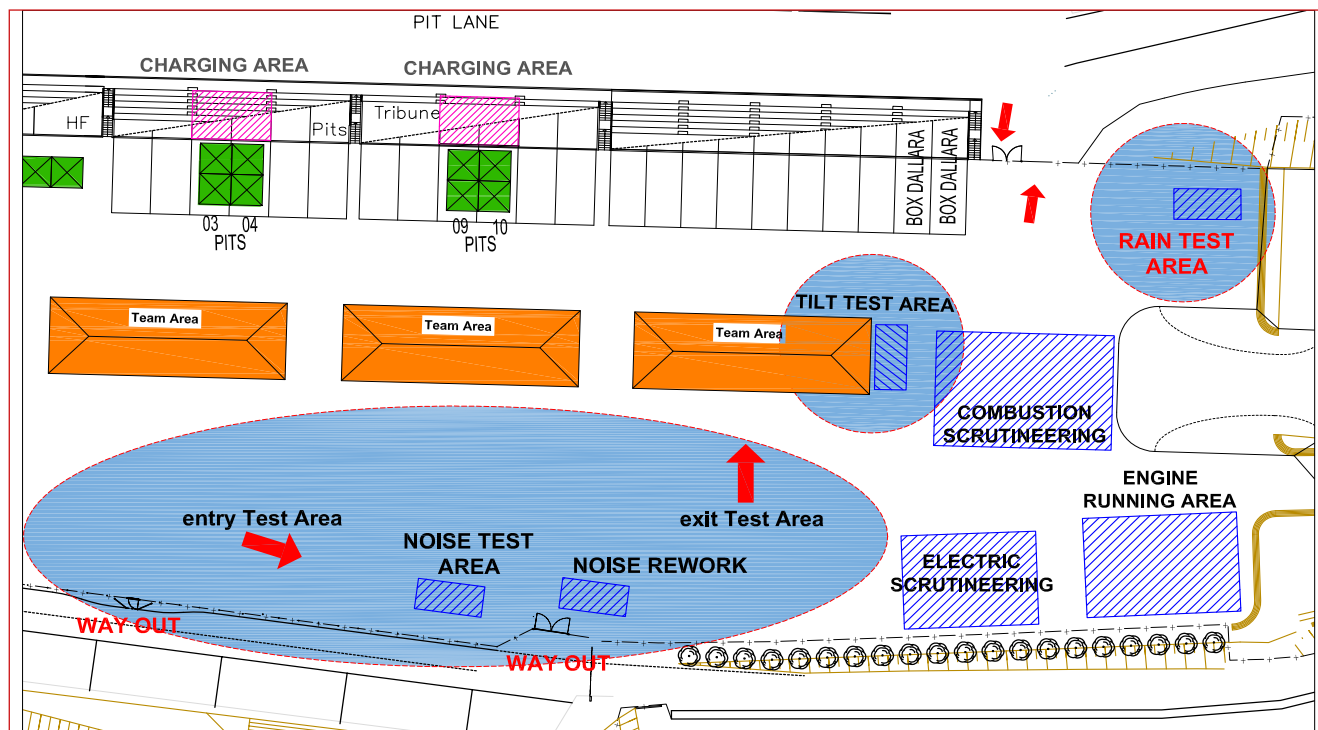 PIT LANE
CHARGING AREA
CHARGING AREA
HF
Pits
Tribune
BOX DALLARA
BOX DALLARA
03 04
PITS
09 10
PITS
RAIN TEST
AREA
Team Area
Team Area
Team Area
TILT TEST AREA
COMBUSTION
SCRUTINEERING
ENGINE
RUNNING AREA
entry Test Area
exit Test Area
NOISE TEST
AREA
NOISE REWORK
ELECTRIC
SCRUTINEERING
WAY OUT
WAY OUT